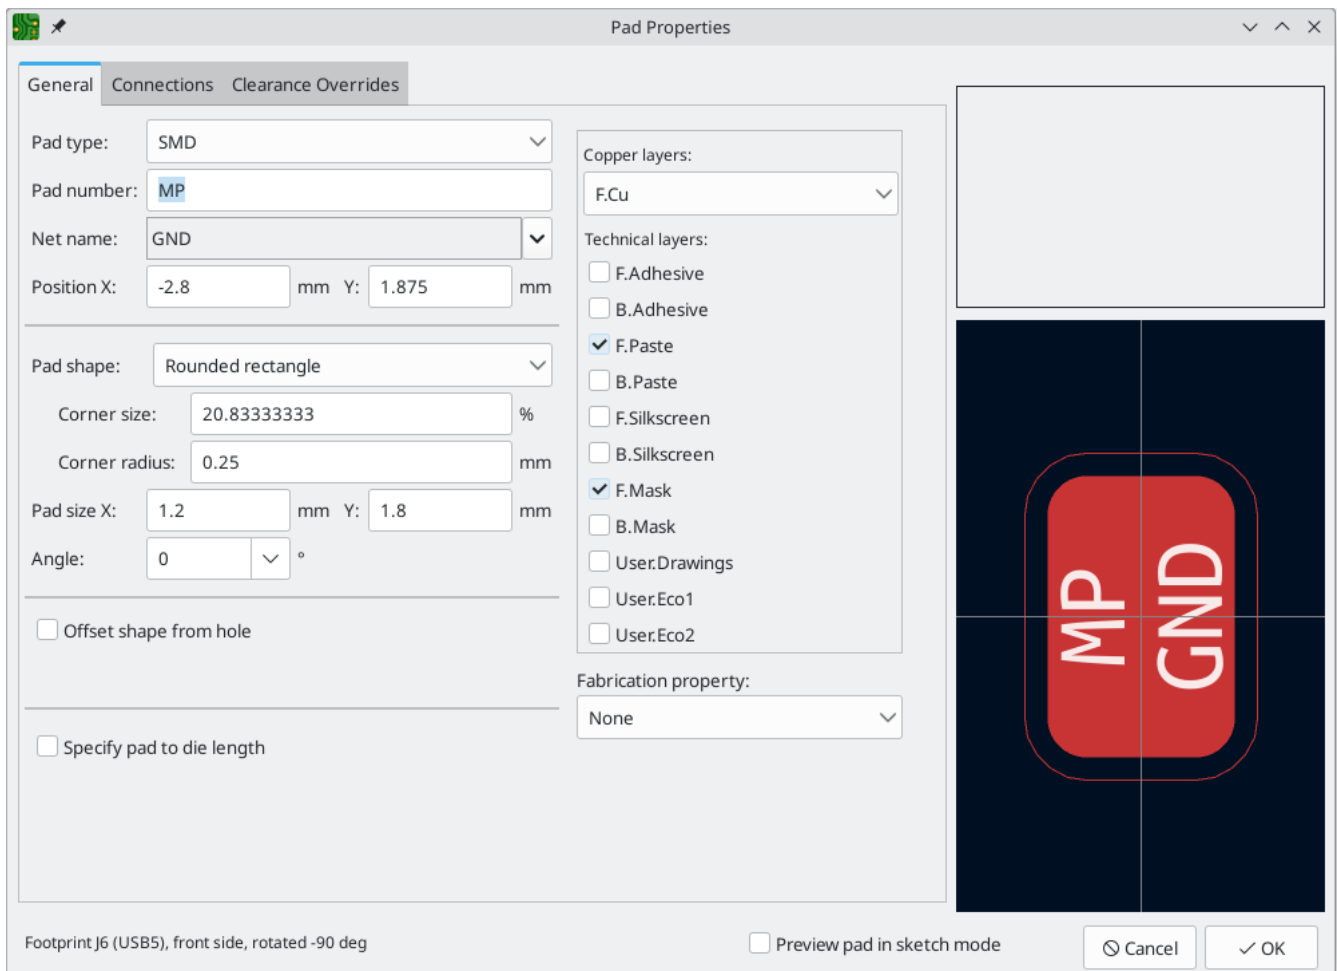 Pad Properties
General Connections Clearance Overrides
Pad type: SMD
Pad number: MP
Net name: GND
Position X: -2.8 mm Y: 1.875 mm
Pad shape: Rounded rectangle
Corner size: 20.83333333 %
Corner radius: 0.25 mm
Pad size X: 1.2 mm Y: 1.8 mm
Angle: 0 °
Offset shape from hole
Specify pad to die length
Copper layers:
F.Cu
Technical layers:
F.Adhesive
B.Adhesive
F.Paste
B.Paste
F.Silkscreen
B.Silkscreen
F.Mask
B.Mask
User.Drawings
User.Eco1
User.Eco2
Fabrication property:
None
MP
GND
Footprint J6 (USB5), front side, rotated -90 deg
Preview pad in sketch mode
Cancel
OK